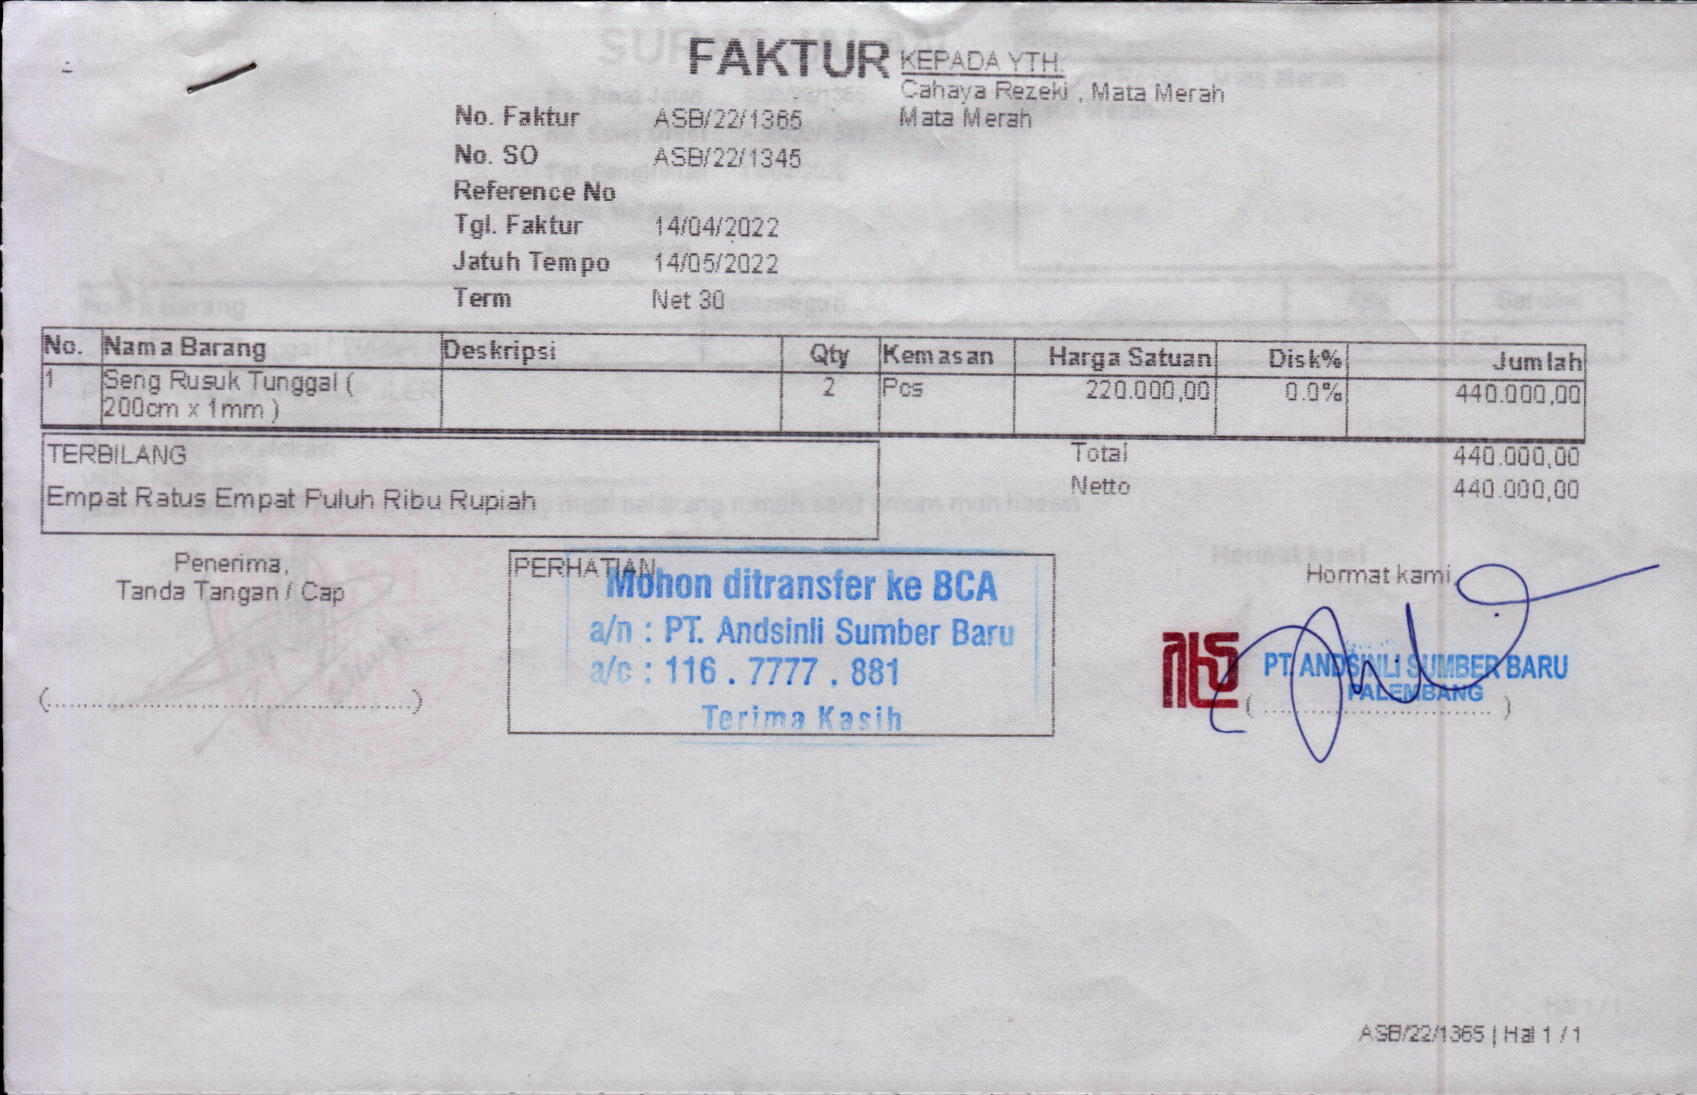 FAKTUR
KEPADA YTH.
Cahaya Rezeki , Mata Merah
Mata Merah
No. Faktur ASB/22/1365
No. SO ASB/22/1345
Reference No
Tgl. Faktur 14/04/2022
Jatuh Tempo 14/05/2022
Term Net 30
No. Nama Barang Deskripsi Qty Kemasan Harga Satuan Disk% Jumlah
1 Seng Rusuk Tunggal ( 2 Pcs 220.000,00 0.0% 440.000,00
200cm x 1mm )
TERBILANG
Empat Ratus Empat Puluh Ribu Rupiah
Total 440.000,00
Netto 440.000,00
Penerima,
Tanda Tangan / Cap
(................................................)
PERHATIAN
Mohon ditransfer ke BCA
a/n : PT. Andsinli Sumber Baru
a/c : 116 . 7777 . 881
Terima Kasih
Hormat kami,
PT. ANDSINLI SUMBER BARU
PALEMBANG
( .............................. )
ASB/22/1365 | Hal 1 / 1